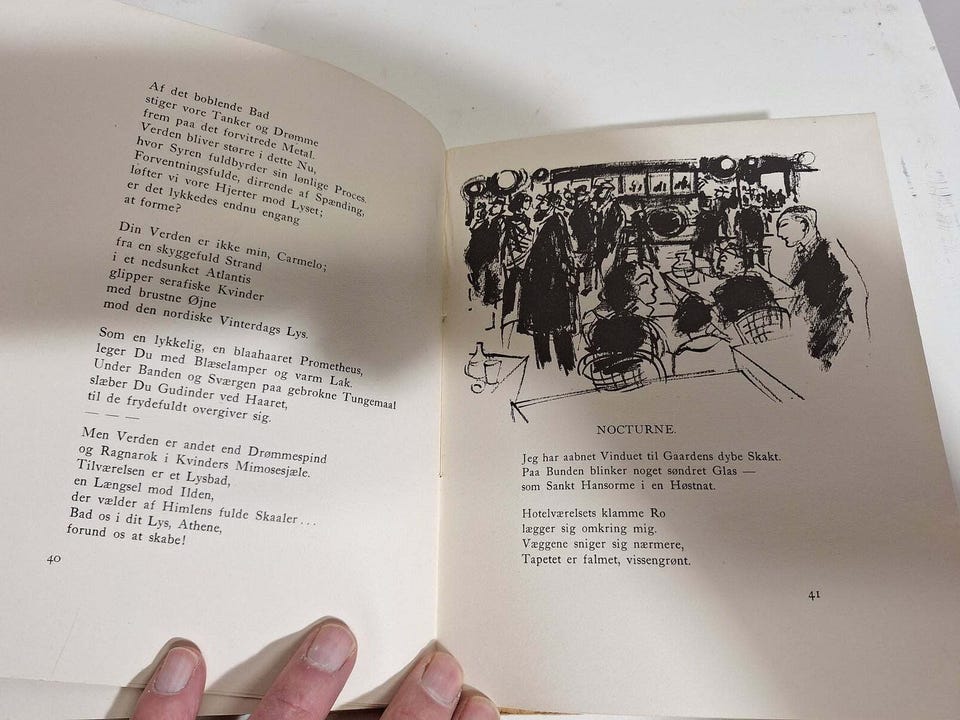 Af det boblende Bad
stiger vore Tanker og Drømme
frem paa det forvitrede Metal.
Verden bliver større i dette Nu,
hvor Syren fuldbyrder sin lønlige Proces.
Forventningsfulde, dirrende af Spænding,
løfter vi vore Hjerter mod Lyset;
er det lykkedes endnu engang
at forme?
Din Verden er ikke min, Carmelo;
fra en skyggefuld Strand
i et nedsunket Atlantis
glipper serafiske Kvinder
med brustne Øjne
mod den nordiske Vinterdags Lys.
Som en lykkelig, en blaahaaret Prometheus,
leger Du med Blæselamper og varm Lak.
Under Banden og Sværgen paa gebrokne Tungemaal
slæber Du Gudinder ved Haaret,
til de frydefuldt overgiver sig.
— — —
Men Verden er andet end Drømmespind
og Ragnarok i Kvinders Mimosesjæle.
Tilværelsen er et Lysbad,
en Længsel mod Ilden,
der vælder af Himlens fulde Skaaler...
Bad os i dit Lys, Athene,
forund os at skabe!
40
NOCTURNE.
Jeg har aabnet Vinduet til Gaardens dybe Skakt.
Paa Bunden blinker noget søndret Glas —
som Sankt Hansorme i en Høstnat.
Hotelværelsets klamme Ro
lægger sig omkring mig.
Væggene sniger sig nærmere,
Tapetet er falmet, vissengrønt.
41